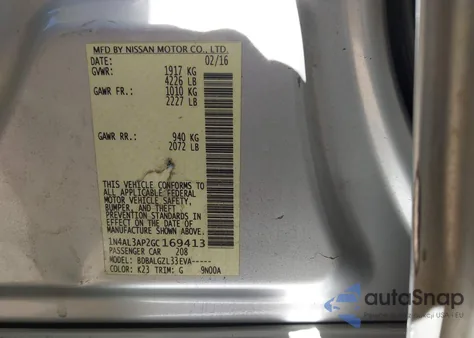 MFD BY NISSAN MOTOR CO., LTD.
DATE: 02/16
GVWR: 1917 KG
4226 LB
GAWR FR.: 1010 KG
2227 LB
GAWR RR.: 940 KG
2072 LB
THIS VEHICLE CONFORMS TO
ALL APPLICABLE FEDERAL
MOTOR VEHICLE SAFETY,
BUMPER, AND THEFT
PREVENTION STANDARDS IN
EFFECT ON THE DATE OF
MANUFACTURE SHOWN ABOVE.
1N4AL3AP2GC169413
PASSENGER CAR 208
MODEL: BDBALGZL33EVA-----
COLOR: K23 TRIM: G 9N00A
autoSnap